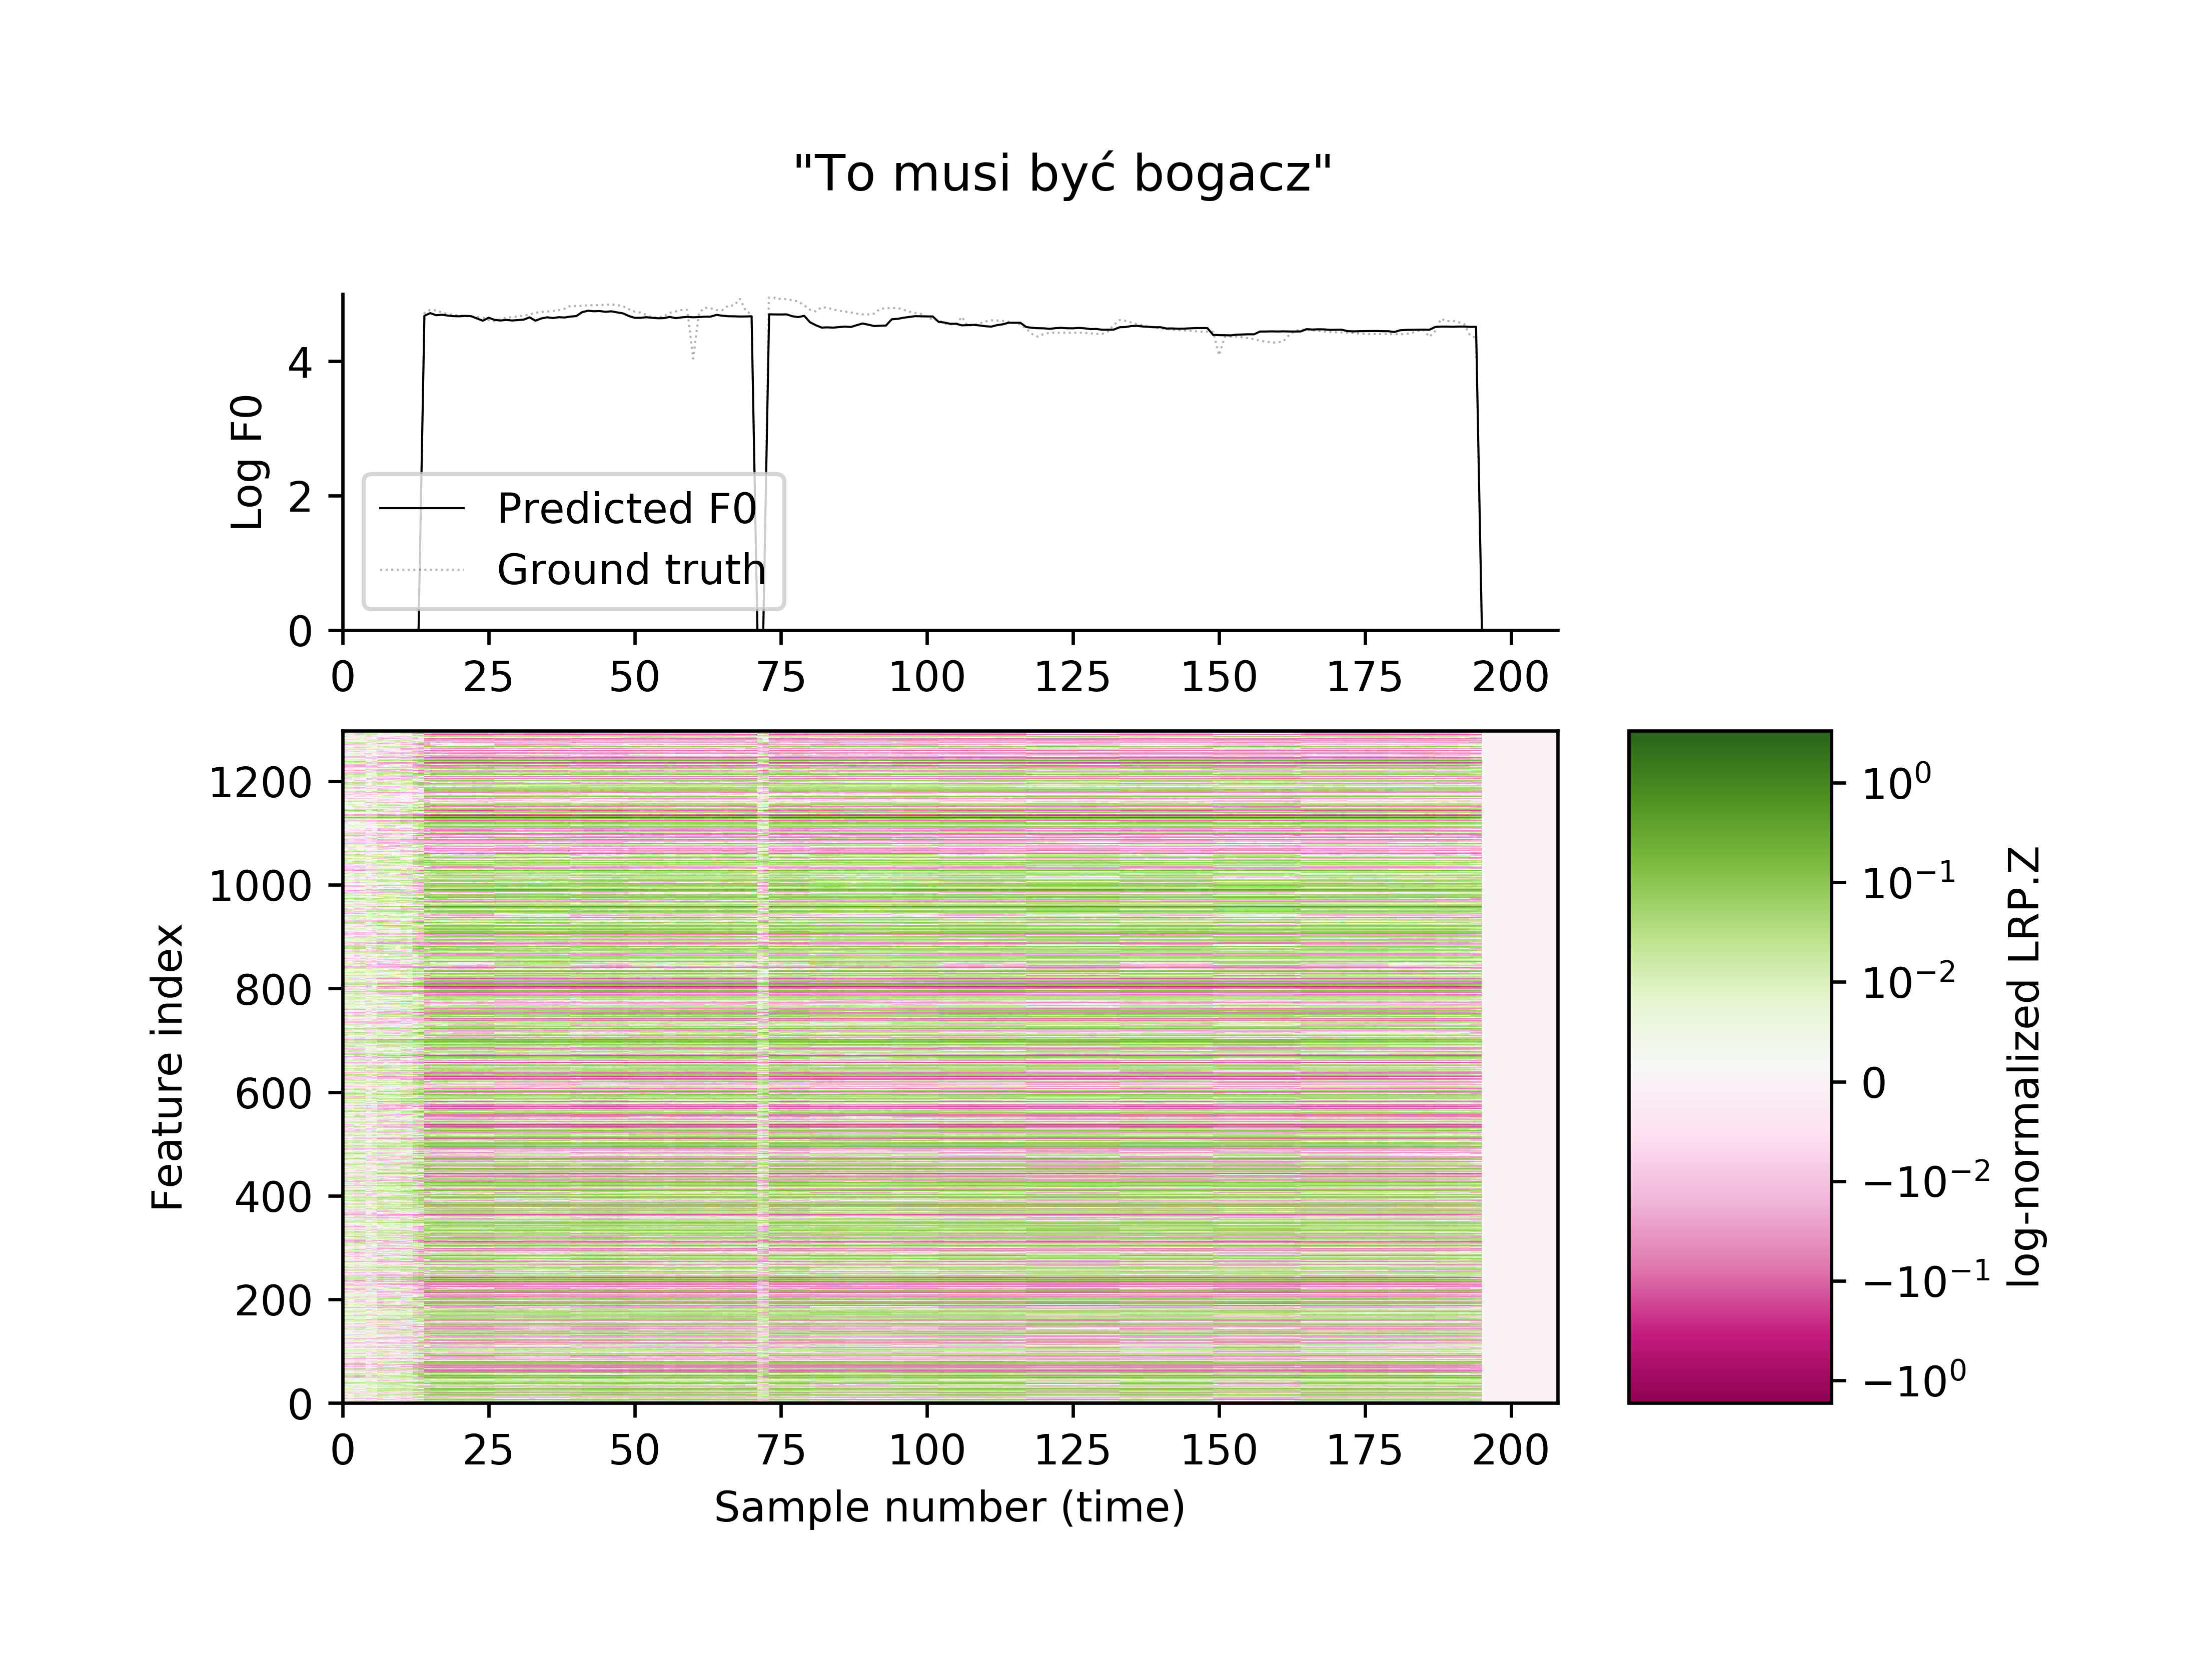 "To musi być bogacz"
Log F0
4
2
0
Predicted F0
Ground truth
0 25 50 75 100 125 150 175 200
Feature index
1200
1000
800
600
400
200
0
0 25 50 75 100 125 150 175 200
Sample number (time)
10⁰
10⁻¹
10⁻²
0
−10⁻²
−10⁻¹
−10⁰
log-normalized LRP.Z